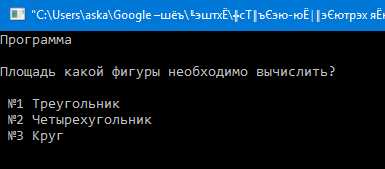 "C:\Users\aska\Google
Программа
Площадь какой фигуры необходимо вычислить?
№1 Треугольник
№2 Четырехугольник
№3 Круг